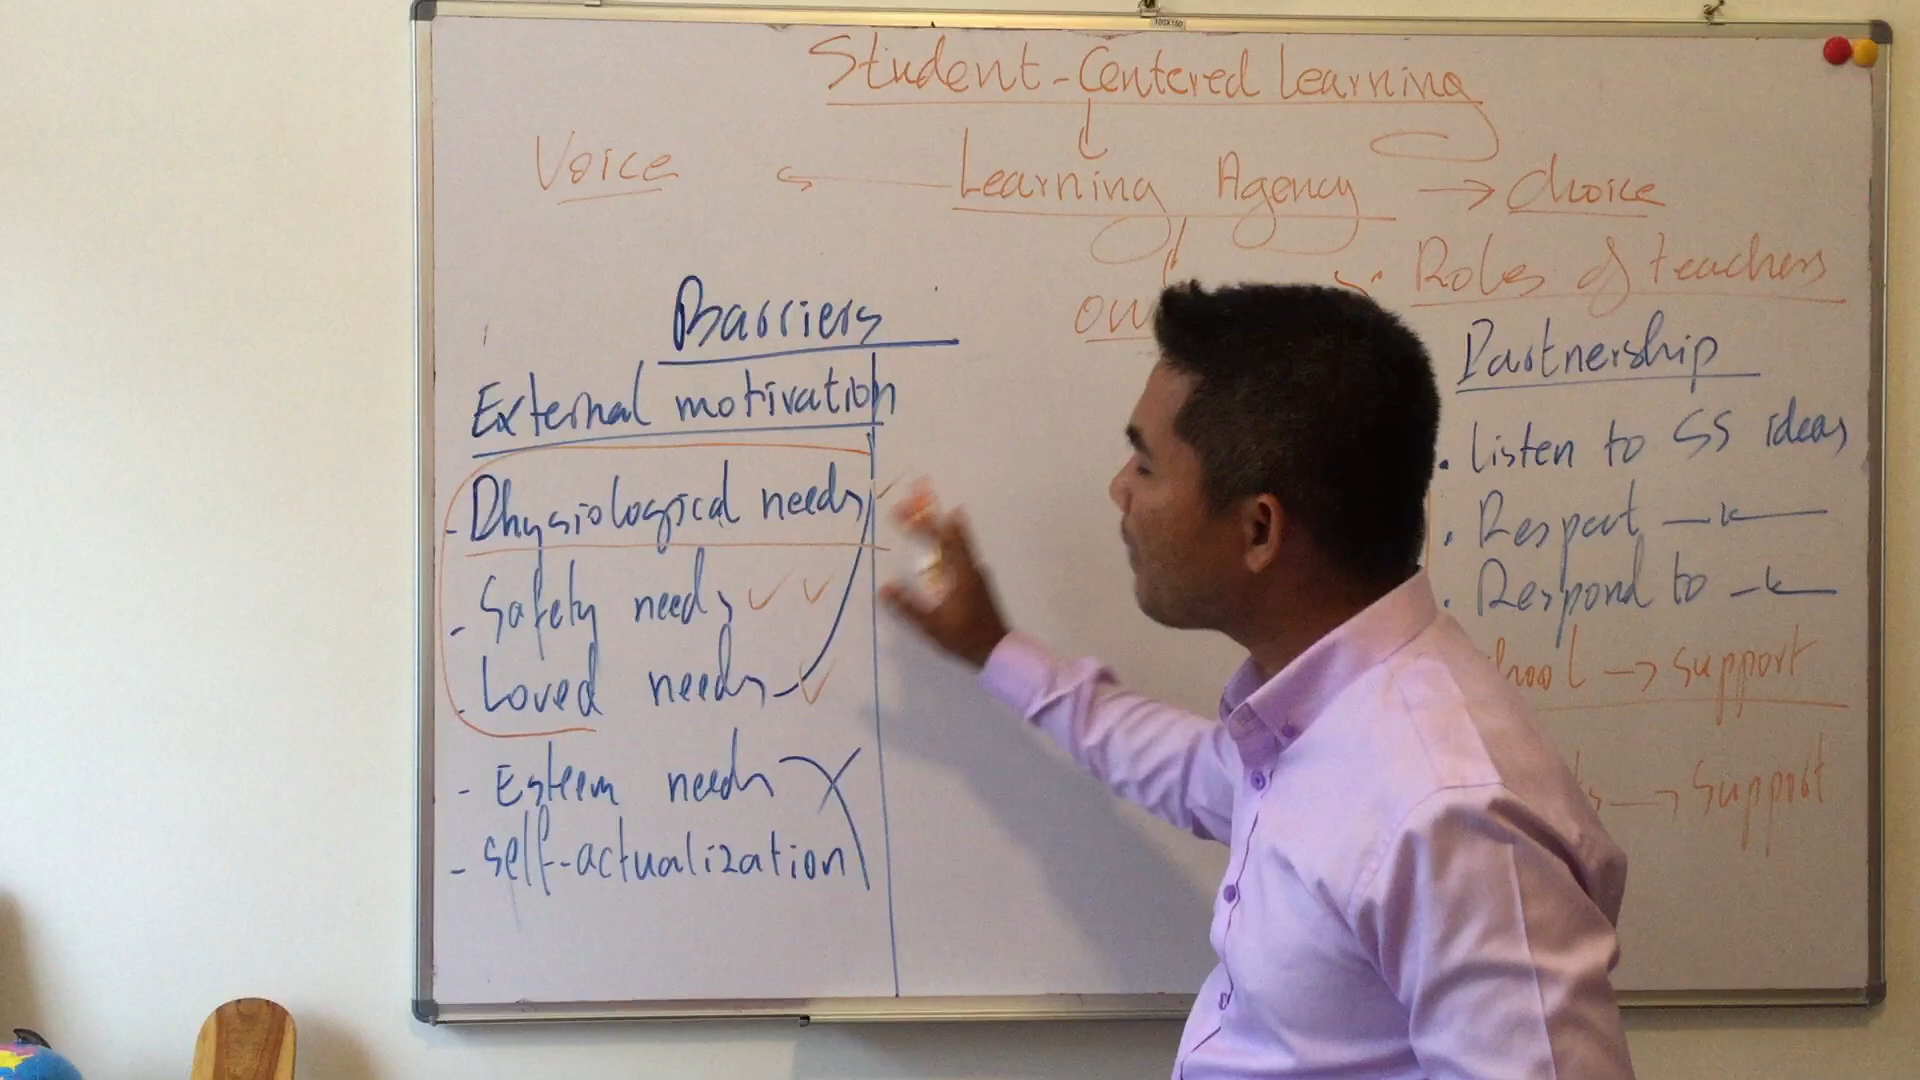 100X150
Student-Centered Learning
Voice
Learning Agency
Choice
Roles of teachers
Barriers
External motivation
- Physiological needs
- Safety needs
- Loved needs
- Esteem needs
- Self-actualization
Partnership
• Listen to SS ideas
• Respect
• Respond to
→ support
→ Support